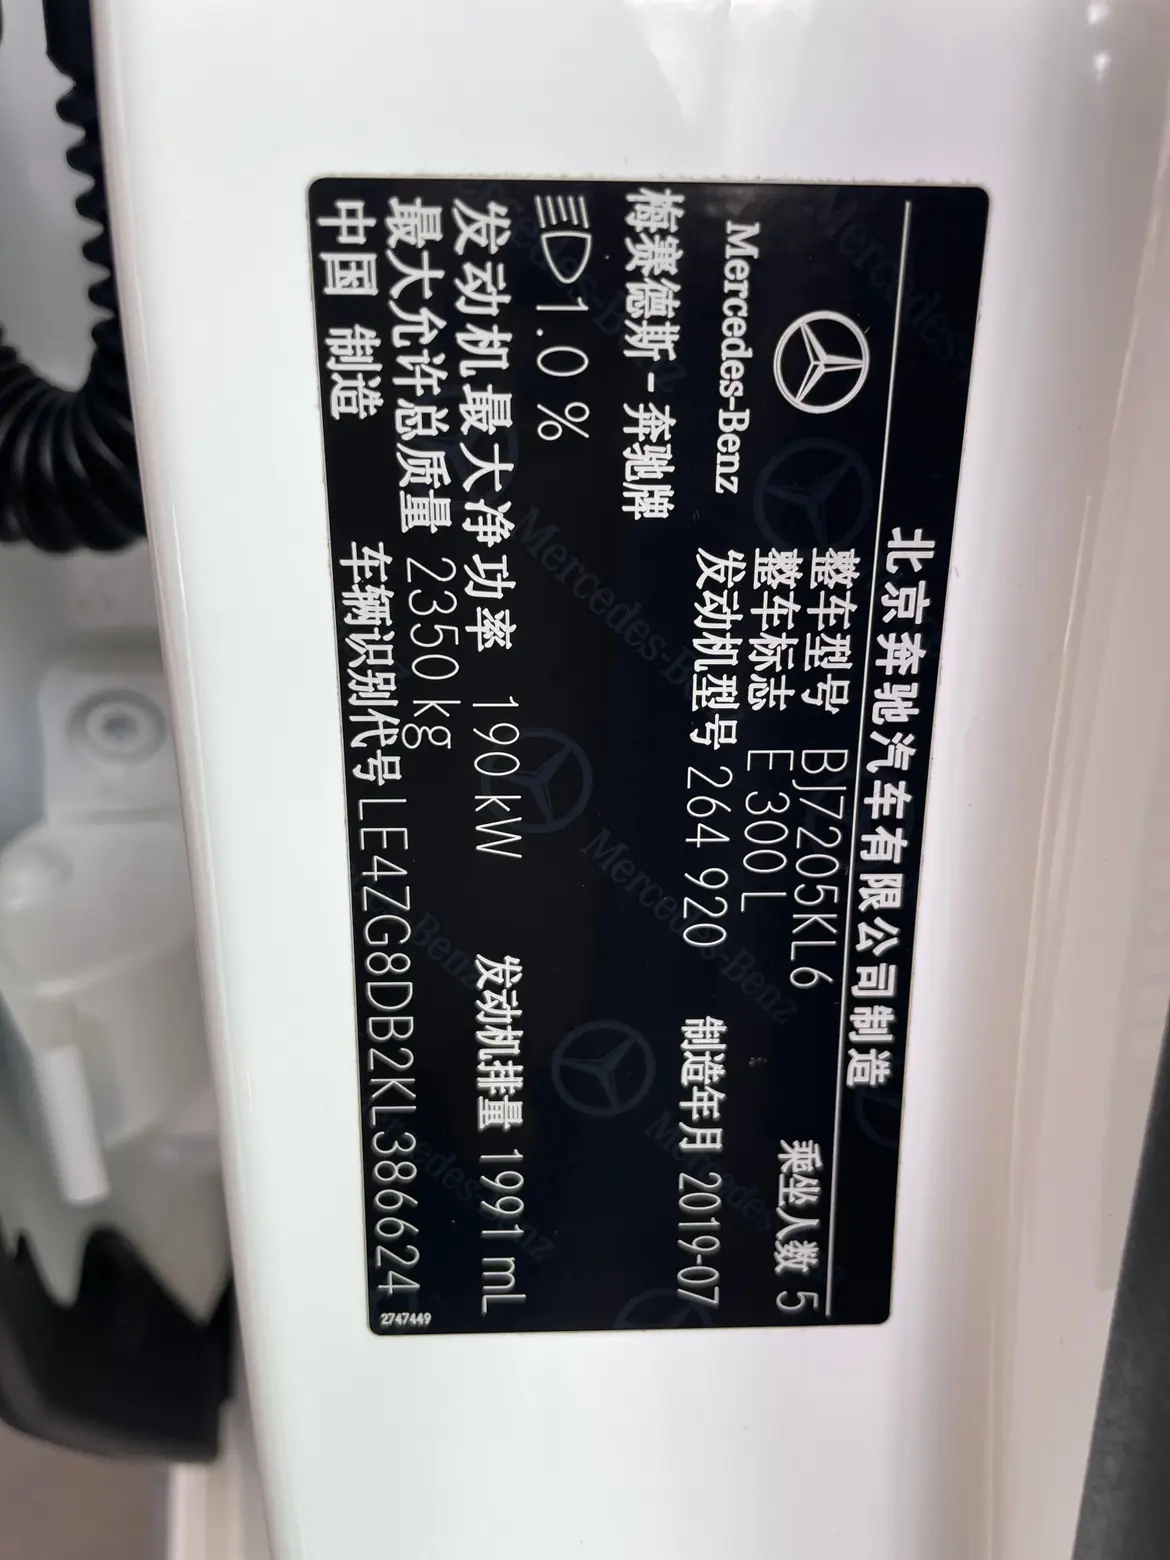 北京奔驰汽车有限公司制造
整车型号 BJ7205KL6 乘坐人数 5
整车标志 E 300 L
Mercedes-Benz 发动机型号 264 920 制造年月 2019-07
梅赛德斯-奔驰牌
1.0 %
发动机最大净功率 190 kW 发动机排量 1991 mL
最大允许总质量 2350 kg
中国 制造 车辆识别代号 LE4ZG8DB2KL386624
2747449